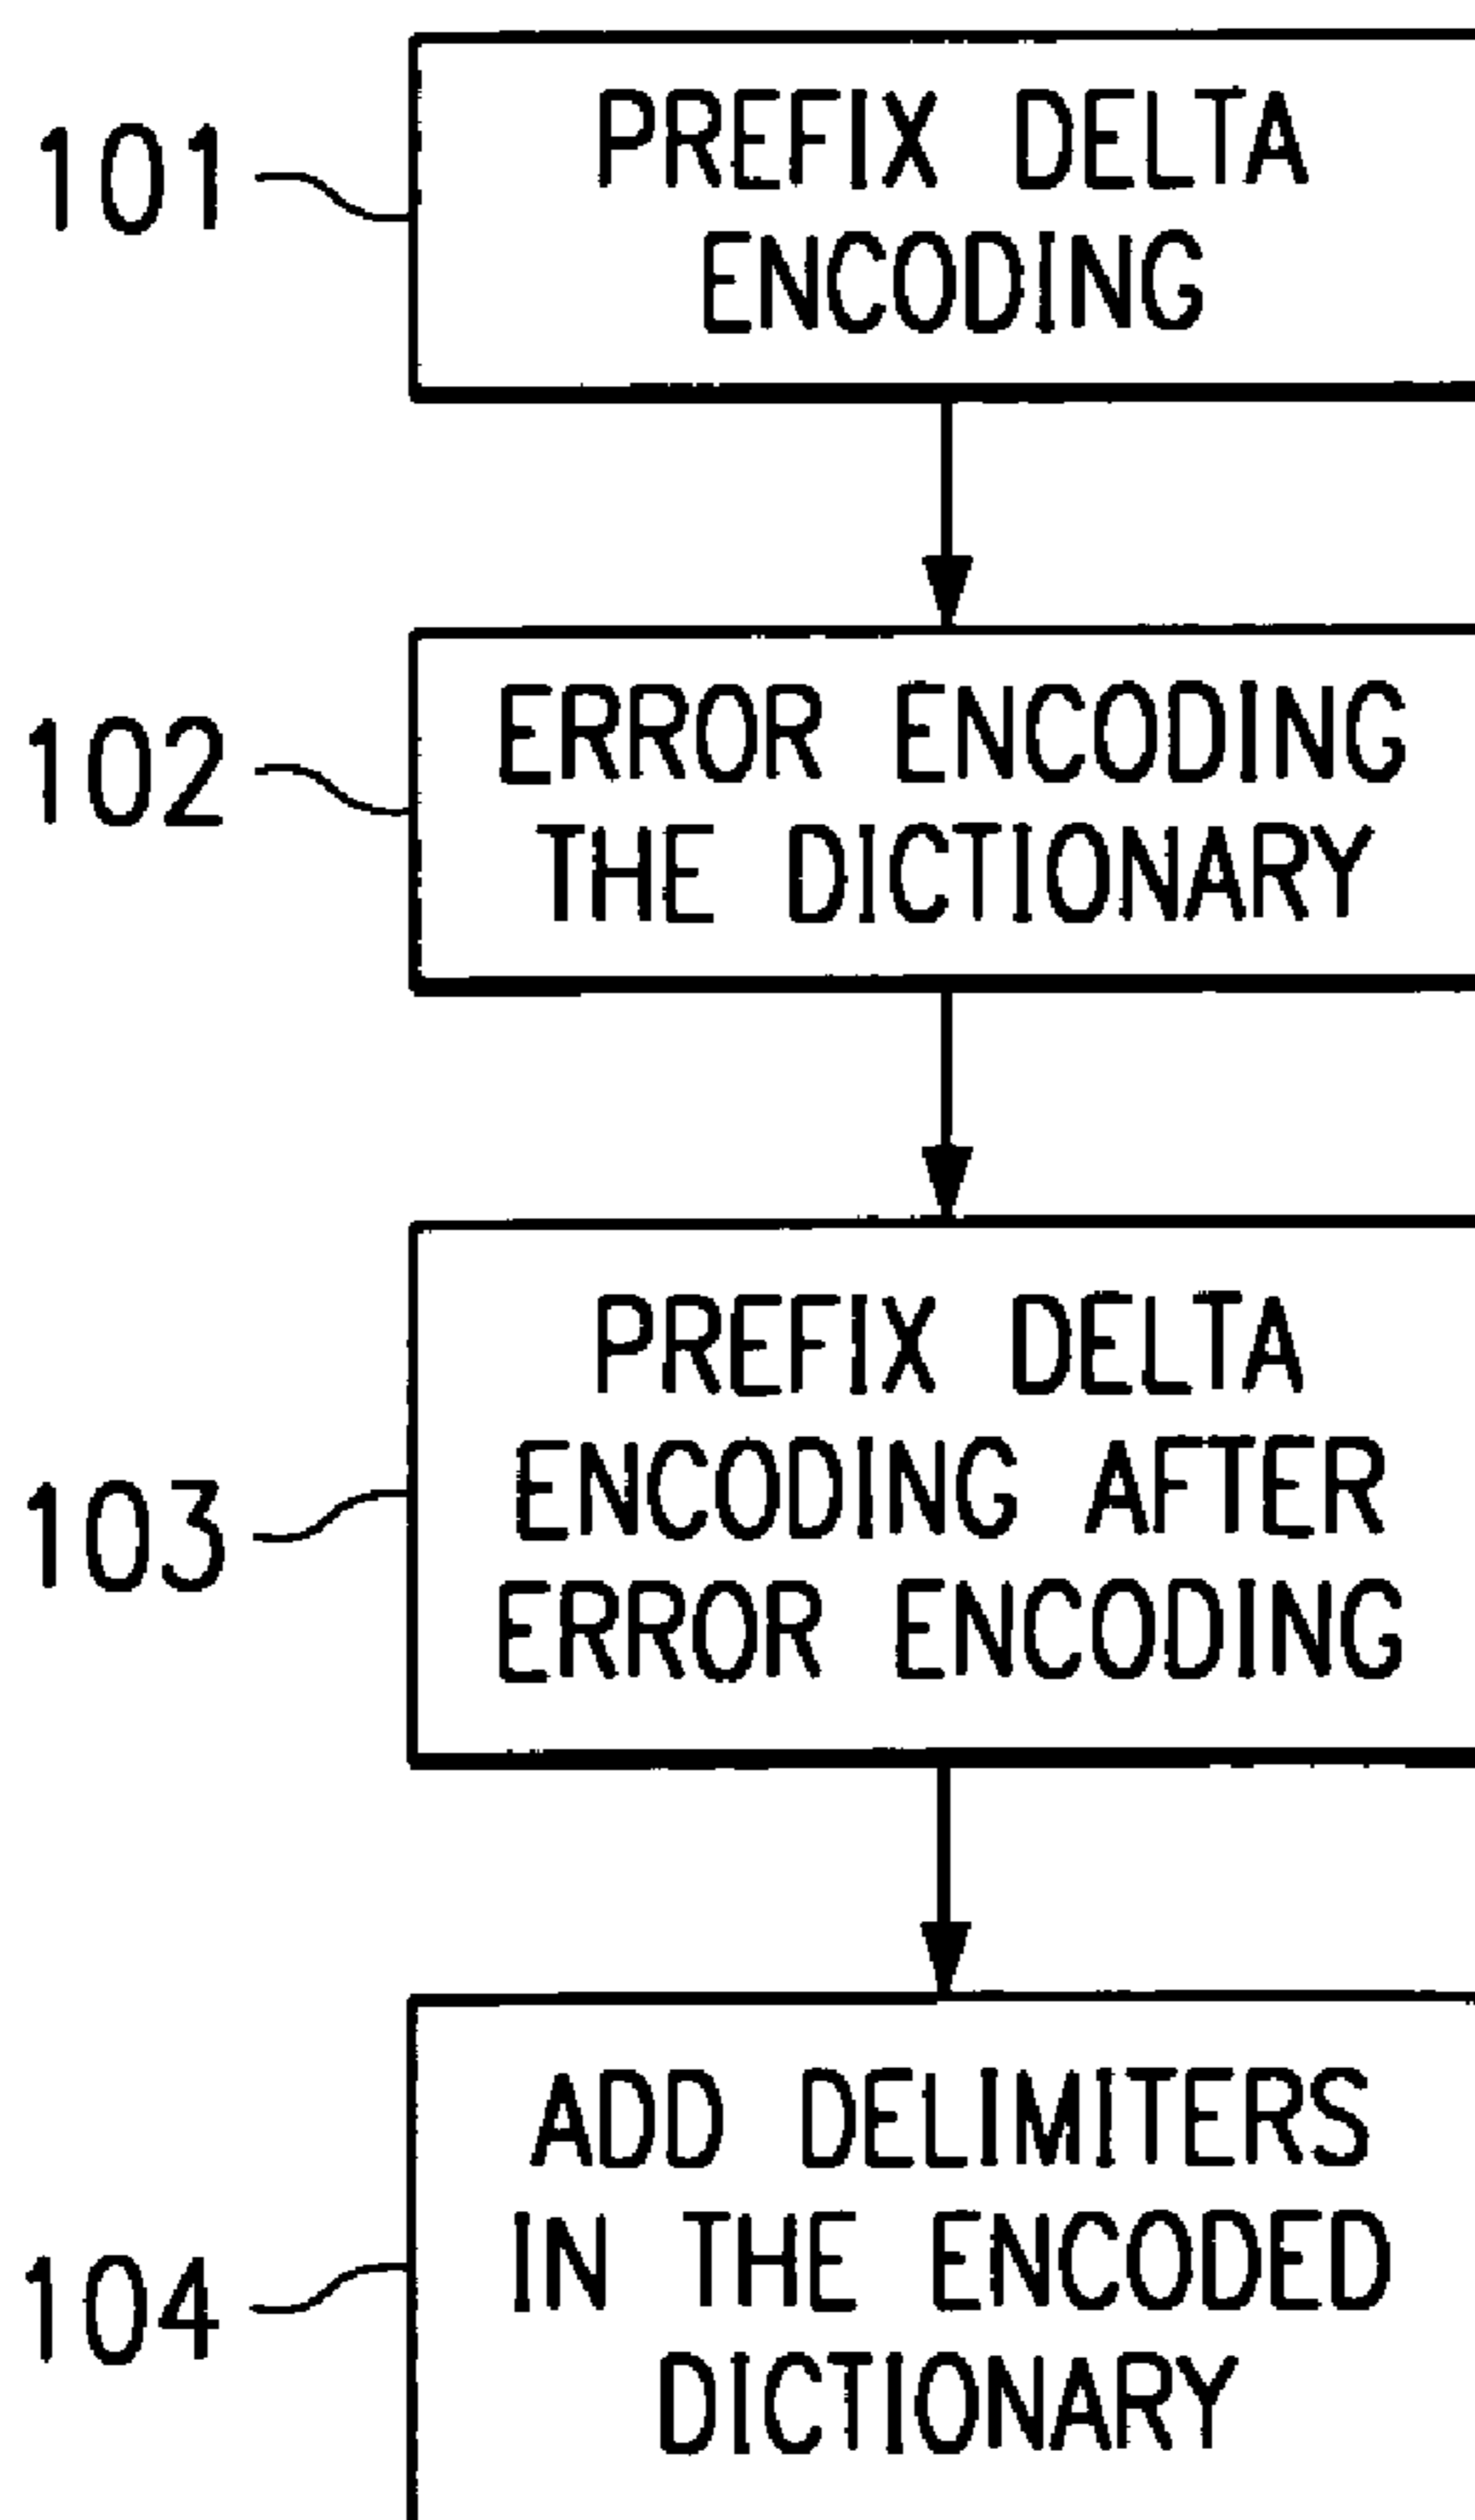 101
PREFIX DELTA
ENCODING
102
ERROR ENCODING
THE DICTIONARY
103
PREFIX DELTA
ENCODING AFTER
ERROR ENCODING
104
ADD DELIMITERS
IN THE ENCODED
DICTIONARY